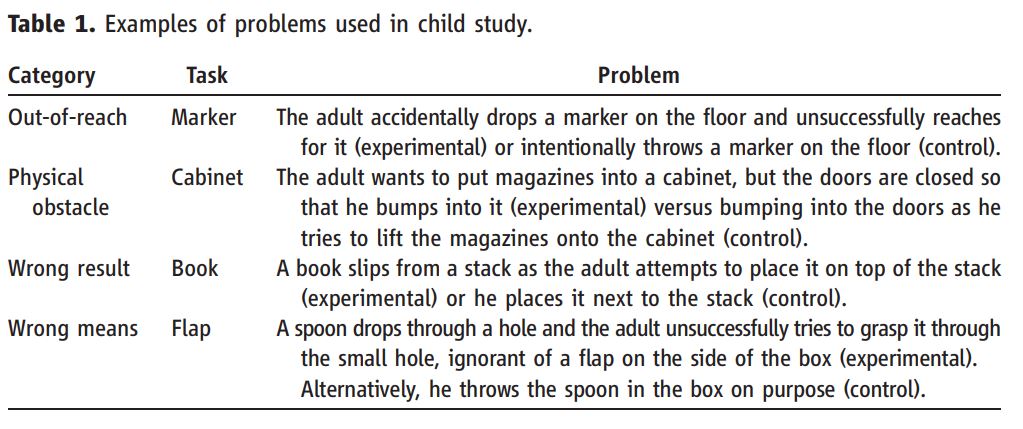 Table 1. Examples of problems used in child study.
Category Task Problem
Out-of-reach Marker The adult accidentally drops a marker on the floor and unsuccessfully reaches
for it (experimental) or intentionally throws a marker on the floor (control).
Physical Cabinet The adult wants to put magazines into a cabinet, but the doors are closed so
obstacle that he bumps into it (experimental) versus bumping into the doors as he
tries to lift the magazines onto the cabinet (control).
Wrong result Book A book slips from a stack as the adult attempts to place it on top of the stack
(experimental) or he places it next to the stack (control).
Wrong means Flap A spoon drops through a hole and the adult unsuccessfully tries to grasp it through
the small hole, ignorant of a flap on the side of the box (experimental).
Alternatively, he throws the spoon in the box on purpose (control).